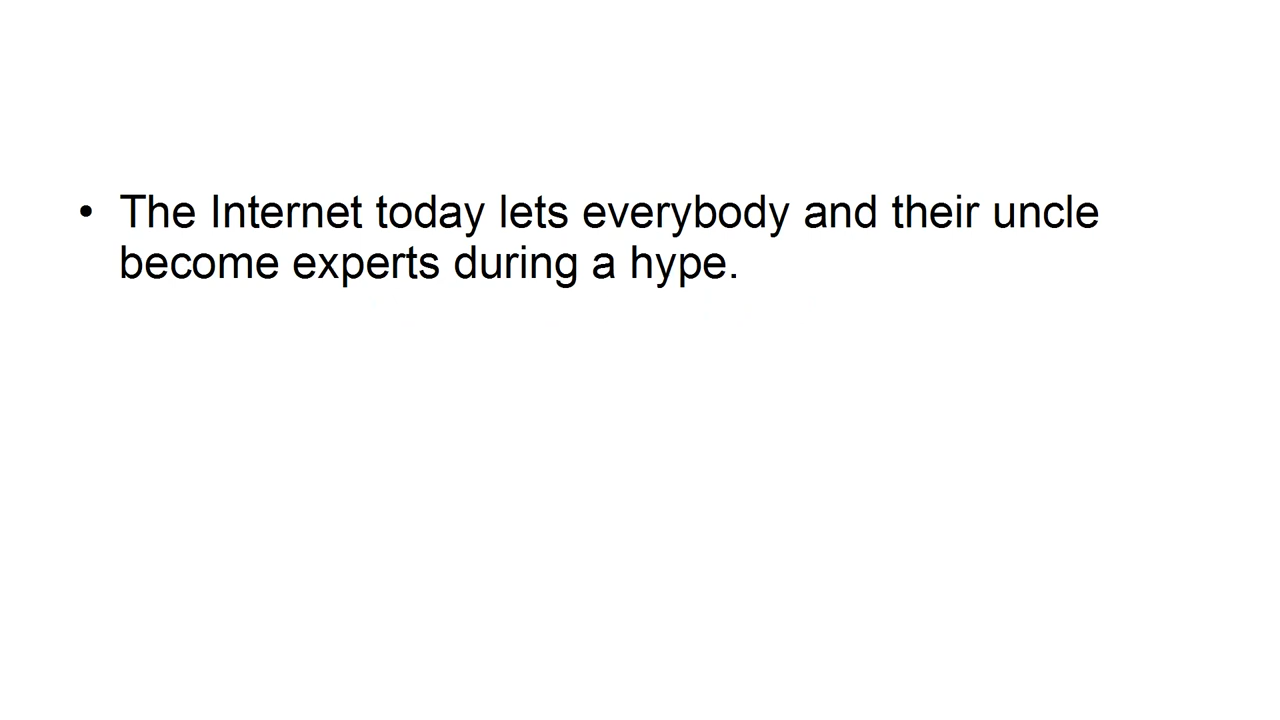 • The Internet today lets everybody and their uncle
become experts during a hype.